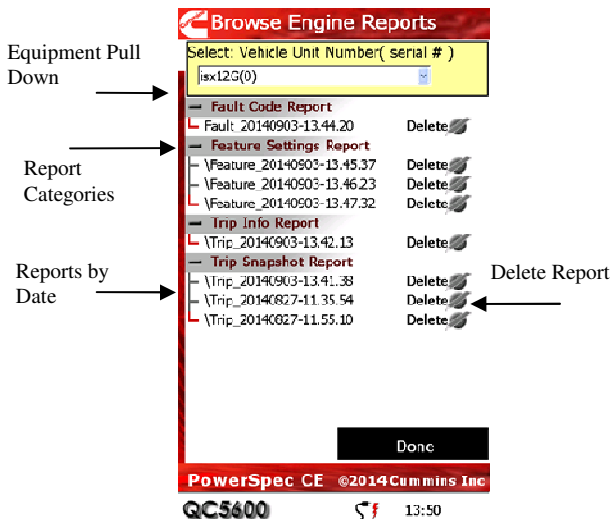 Browse Engine Reports
Equipment Pull
Down
Select: Vehicle Unit Number( serial # )
isx12G(0)
Fault Code Report
Fault_20140903-13.44.20 Delete
Feature Settings Report
Report
Categories
\Feature_20140903-13.45.37 Delete
\Feature_20140903-13.46.23 Delete
\Feature_20140903-13.47.32 Delete
Trip Info Report
\Trip_20140903-13.42.13 Delete
Trip Snapshot Report
Reports by
Date
\Trip_20140903-13.41.38 Delete
\Trip_20140827-11.35.54 Delete
\Trip_20140827-11.55.10 Delete
Delete Report
Done
PowerSpec CE ©2014 Cummins Inc
QC5600 13:50